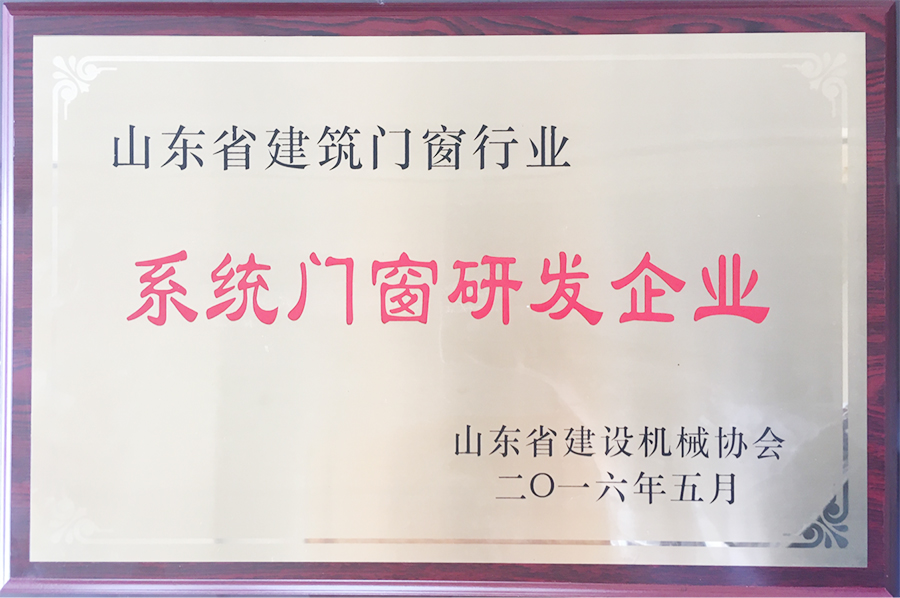 山东省建筑门窗行业
系统门窗研发企业
山东省建设机械协会
二〇一六年五月